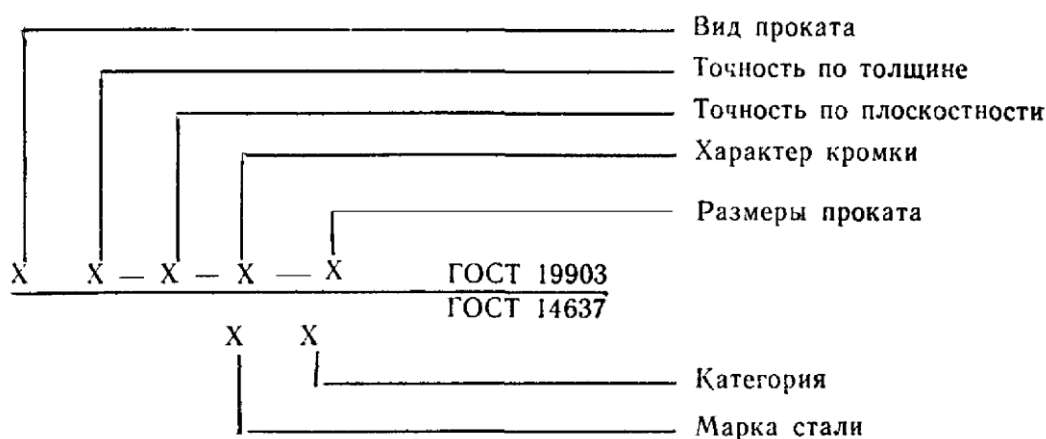 Вид проката
Точность по толщине
Точность по плоскостности
Характер кромки
Размеры проката
X X — X — X — X ГОСТ 19903
ГОСТ 14637
X X
Категория
Марка стали